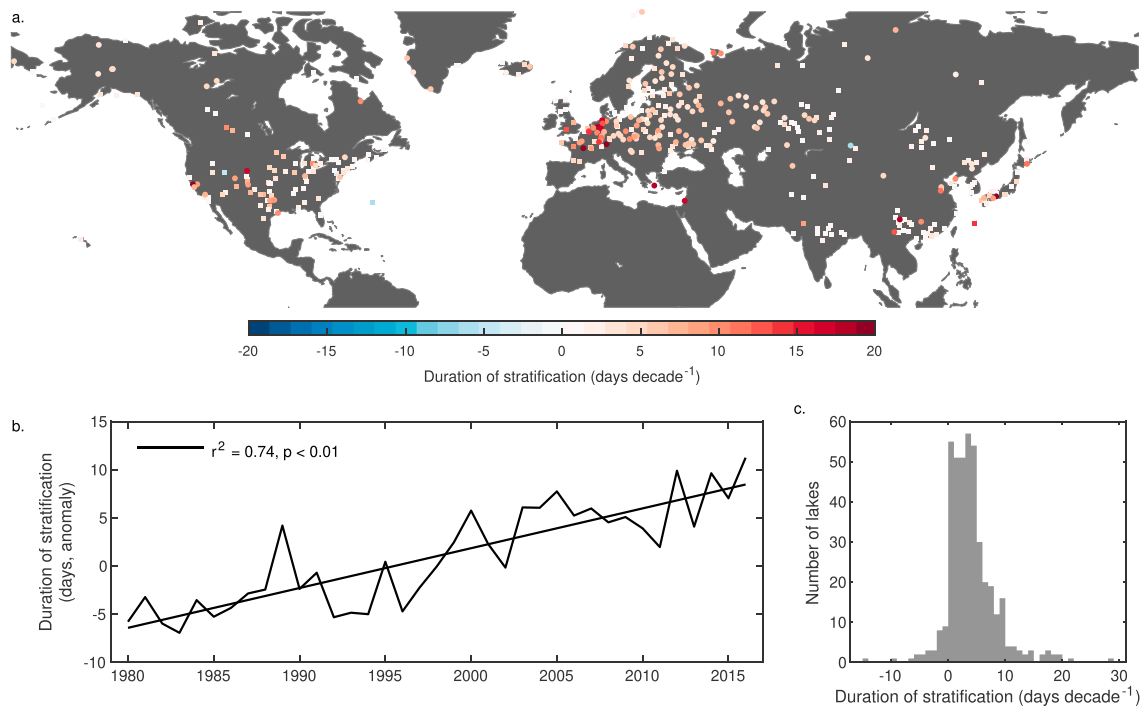 a.
-20 -15 -10 -5 0 5 10 15 20
Duration of stratification (days decade-1)
b.
15
10
5
0
-5
-10
Duration of stratification
(days, anomaly)
r2 = 0.74, p < 0.01
1980 1985 1990 1995 2000 2005 2010 2015
c.
60
50
40
30
20
10
0
Number of lakes
-10 0 10 20 30
Duration of stratification (days decade-1)